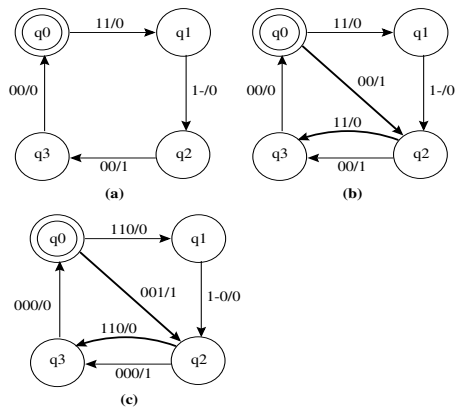 q0 11/0 q1
00/0 1-/0
q3 00/1 q2
(a)
q0 11/0 q1
00/1
00/0 1-/0
11/0
q3 00/1 q2
(b)
q0 110/0 q1
001/1
000/0 1-0/0
110/0
q3 000/1 q2
(c)